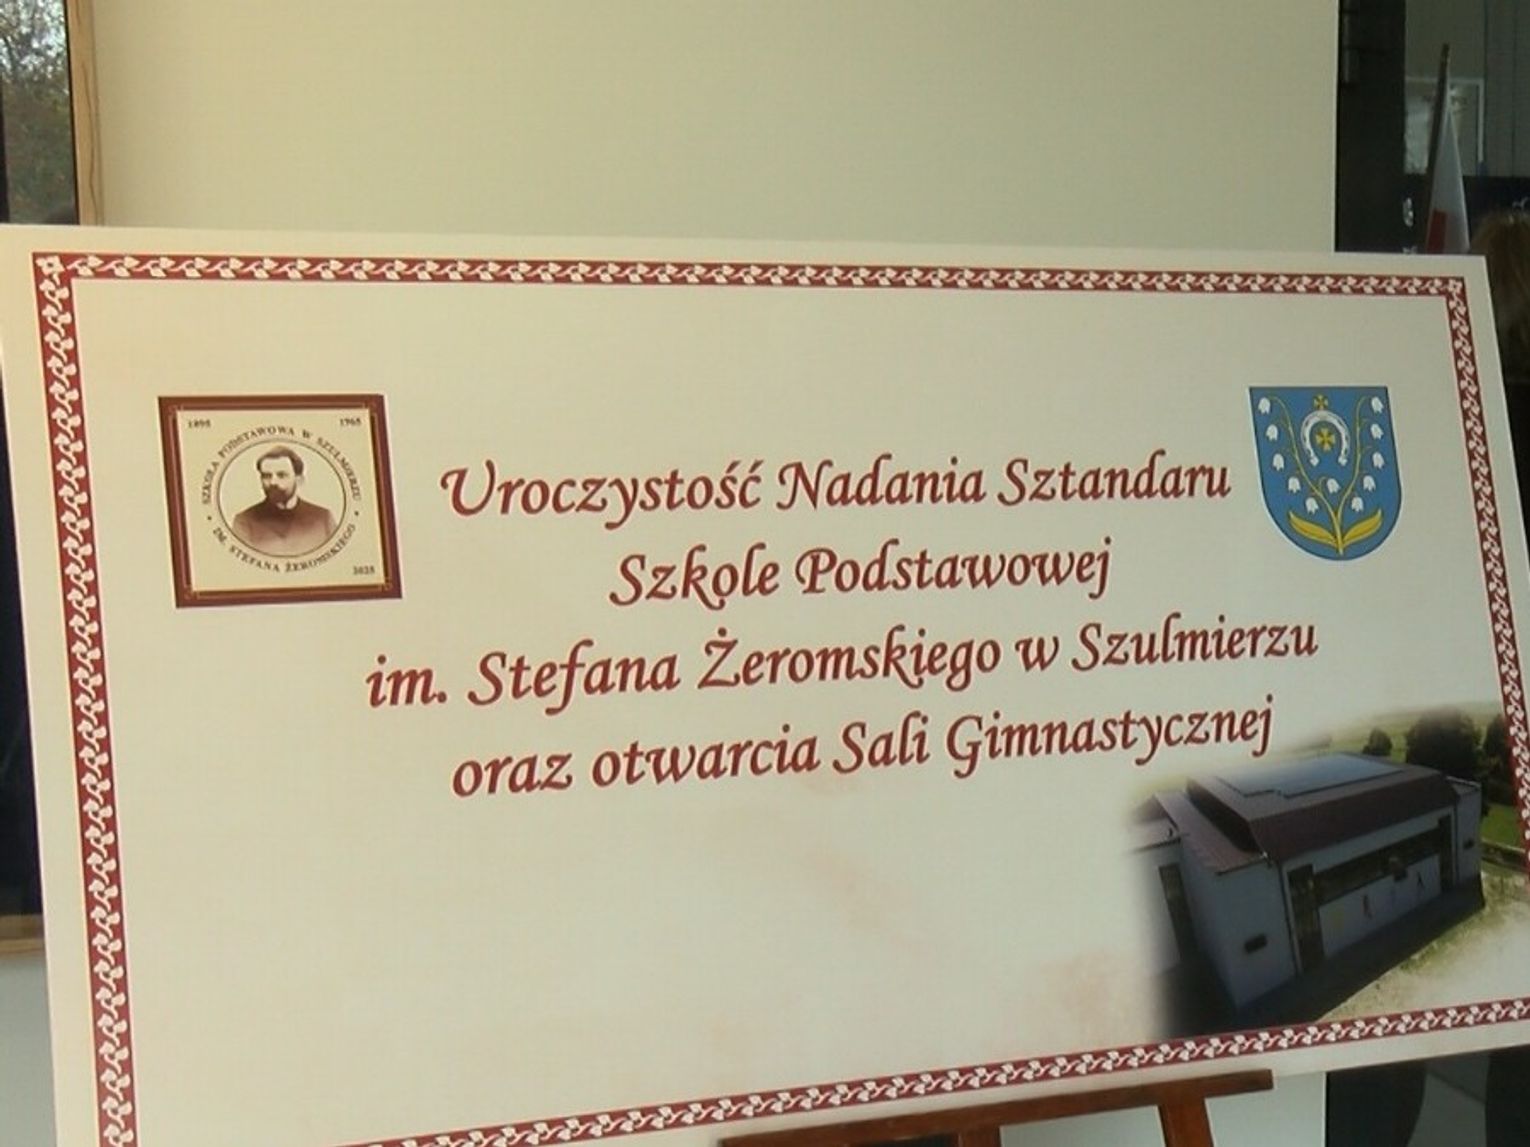 1895 1965
SZKOŁA PODSTAWOWA W SZULMIERZU
IM. STEFANA ŻEROMSKIEGO
2025
Uroczystość Nadania Sztandaru
Szkole Podstawowej
im. Stefana Żeromskiego w Szulmierzu
oraz otwarcia Sali Gimnastycznej